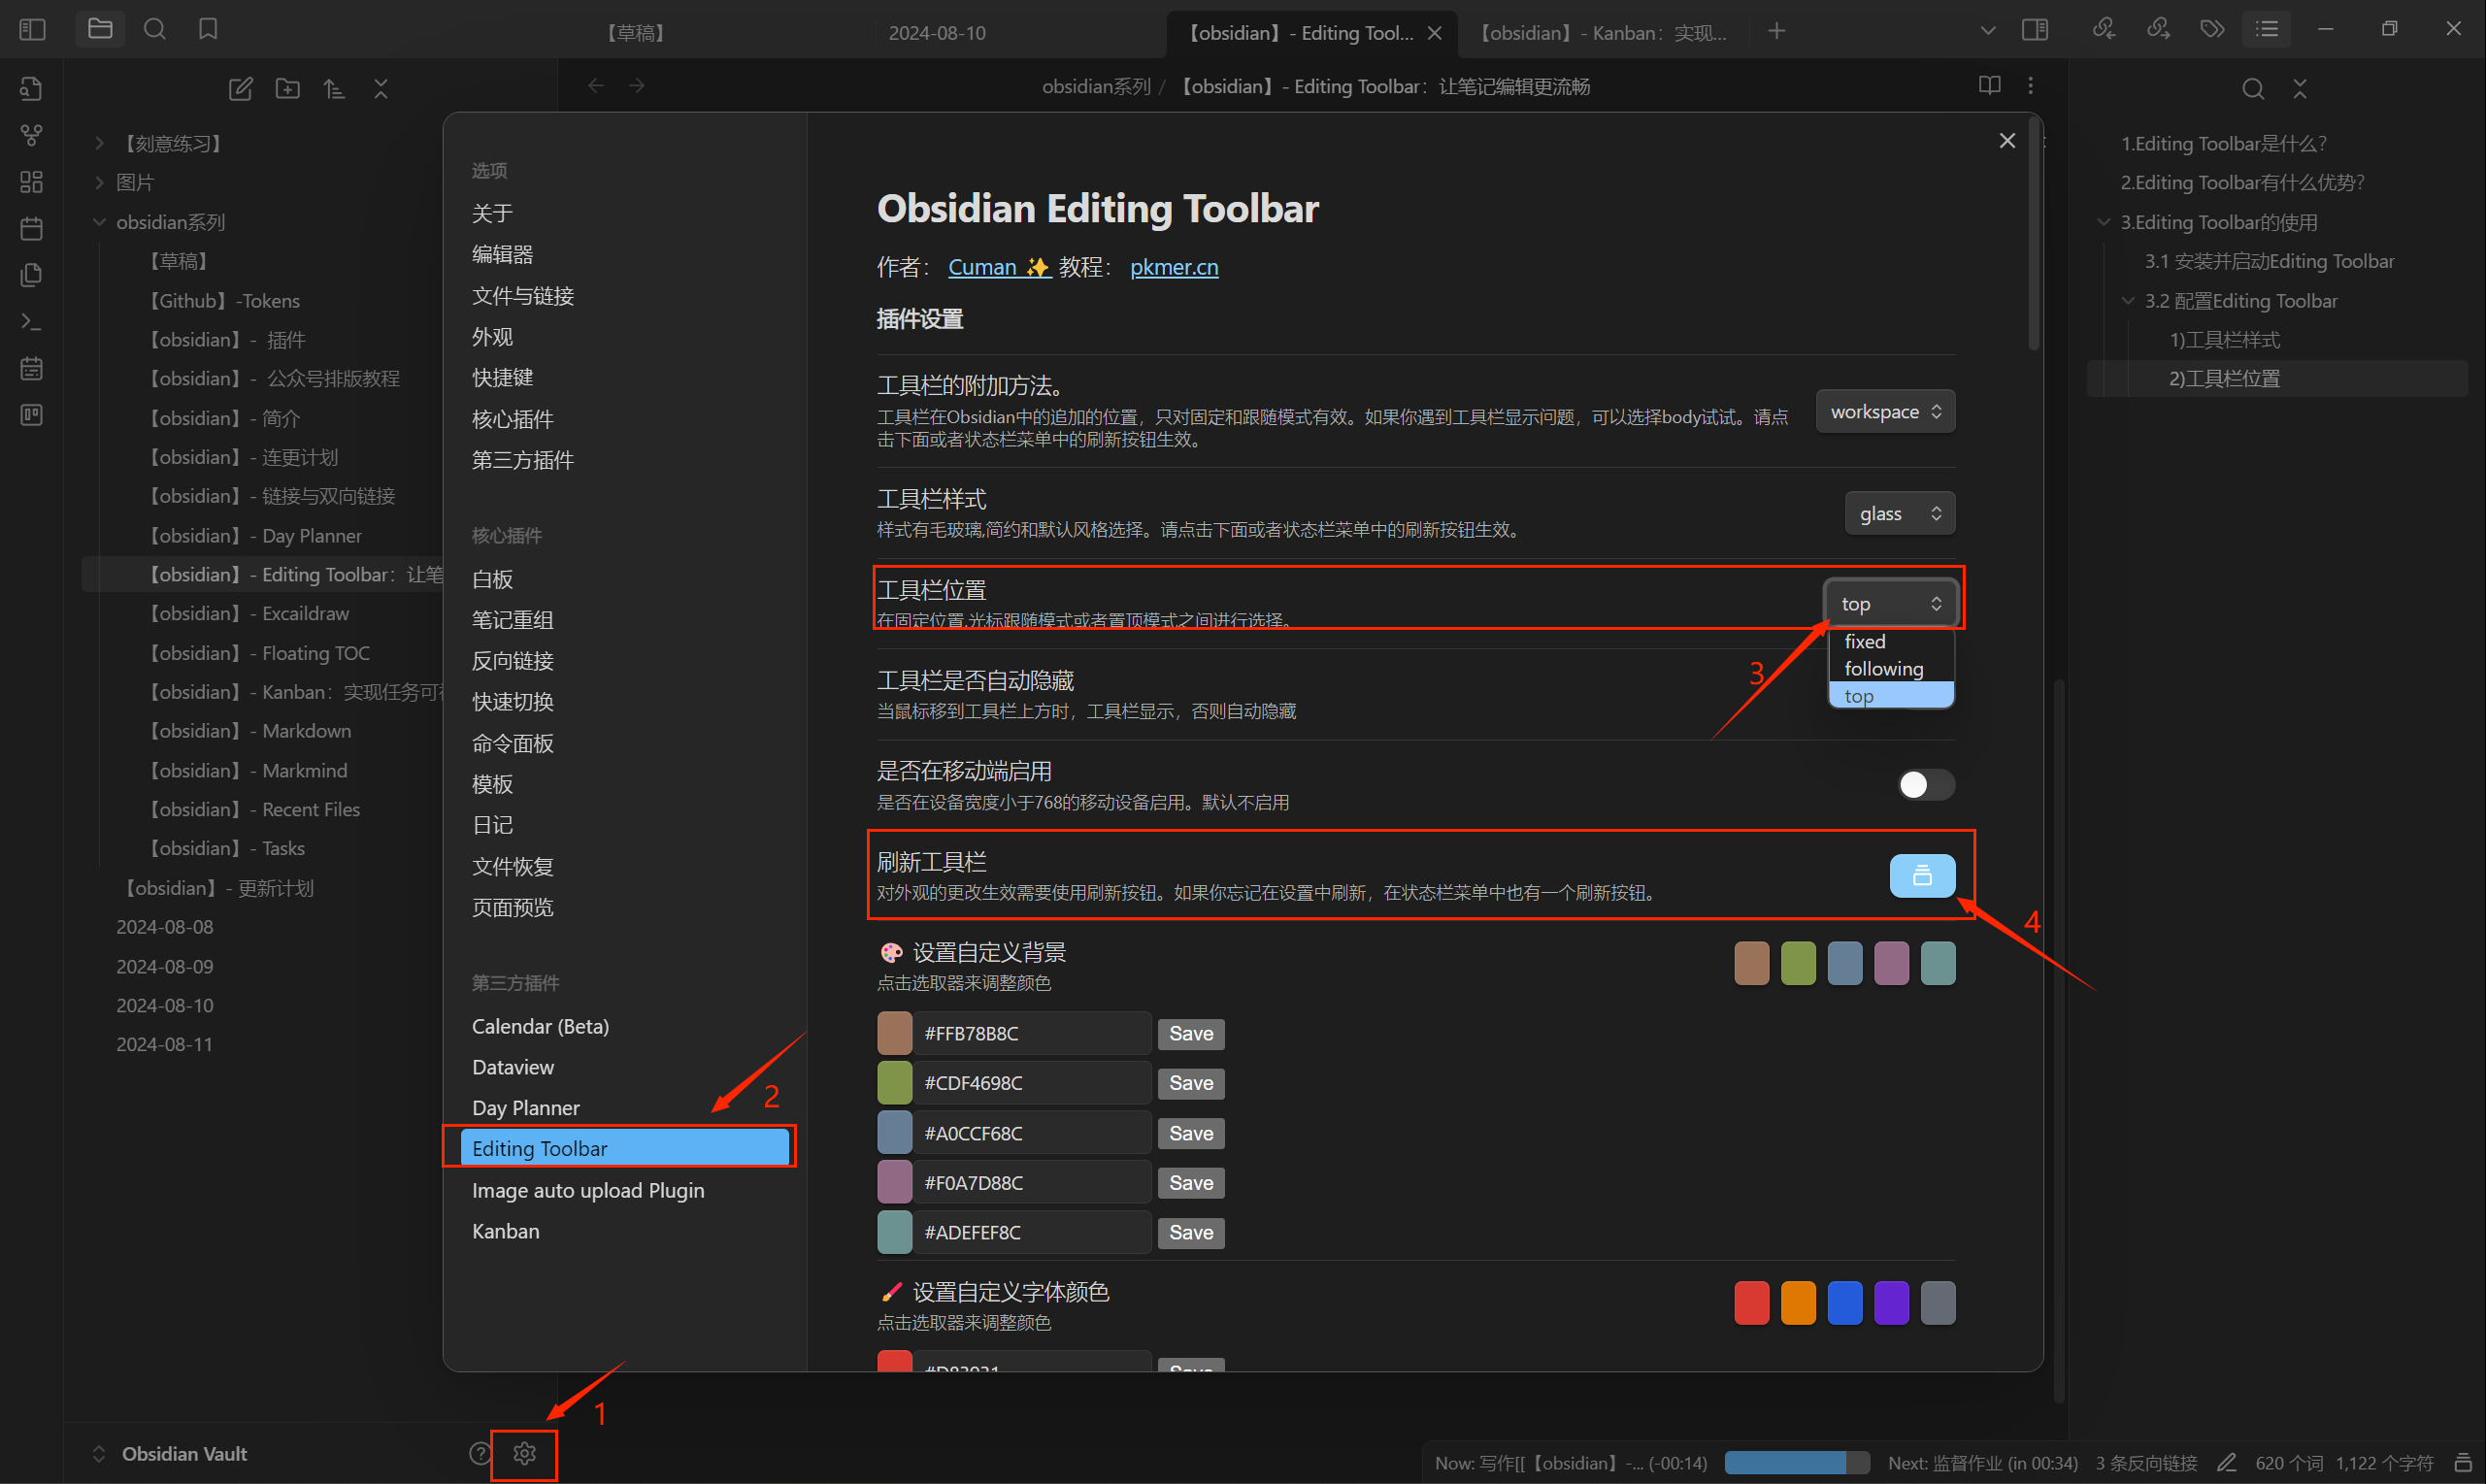 【草稿】
2024-08-10
【obsidian】- Editing Tool...
【obsidian】- Kanban：实现...
obsidian系列 / 【obsidian】- Editing Toolbar：让笔记编辑更流畅
【刻意练习】
图片
obsidian系列
【草稿】
【Github】-Tokens
【obsidian】- 插件
【obsidian】- 公众号排版教程
【obsidian】- 简介
【obsidian】- 连更计划
【obsidian】- 链接与双向链接
【obsidian】- Day Planner
【obsidian】- Editing Toolbar：让笔
【obsidian】- Excaildraw
【obsidian】- Floating TOC
【obsidian】- Kanban：实现任务可
【obsidian】- Markdown
【obsidian】- Markmind
【obsidian】- Recent Files
【obsidian】- Tasks
【obsidian】- 更新计划
2024-08-08
2024-08-09
2024-08-10
2024-08-11
Obsidian Vault
1
选项
关于
编辑器
文件与链接
外观
快捷键
核心插件
第三方插件
核心插件
白板
笔记重组
反向链接
快速切换
命令面板
模板
日记
文件恢复
页面预览
第三方插件
Calendar (Beta)
Dataview
Day Planner
2
Editing Toolbar
Image auto upload Plugin
Kanban
Obsidian Editing Toolbar
作者： Cuman ✨ 教程： pkmer.cn
插件设置
工具栏的附加方法。
工具栏在Obsidian中的追加的位置，只对固定和跟随模式有效。如果你遇到工具栏显示问题，可以选择body试试。请点
击下面或者状态栏菜单中的刷新按钮生效。
workspace
工具栏样式
样式有毛玻璃,简约和默认风格选择。请点击下面或者状态栏菜单中的刷新按钮生效。
glass
工具栏位置
在固定位置,光标跟随模式或者置顶模式之间进行选择。
top
fixed
following
top
3
工具栏是否自动隐藏
当鼠标移到工具栏上方时，工具栏显示，否则自动隐藏
是否在移动端启用
是否在设备宽度小于768的移动设备启用。默认不启用
刷新工具栏
对外观的更改生效需要使用刷新按钮。如果你忘记在设置中刷新，在状态栏菜单中也有一个刷新按钮。
4
设置自定义背景
点击选取器来调整颜色
#FFB78B8C Save
#CDF4698C Save
#A0CCF68C Save
#F0A7D88C Save
#ADEFEF8C Save
设置自定义字体颜色
点击选取器来调整颜色
#D83931 Save
1.Editing Toolbar是什么？
2.Editing Toolbar有什么优势？
3.Editing Toolbar的使用
3.1 安装并启动Editing Toolbar
3.2 配置Editing Toolbar
1)工具栏样式
2)工具栏位置
Now: 写作[[【obsidian】-... (-00:14)
Next: 监督作业 (in 00:34)
3 条反向链接
620 个词
1,122 个字符